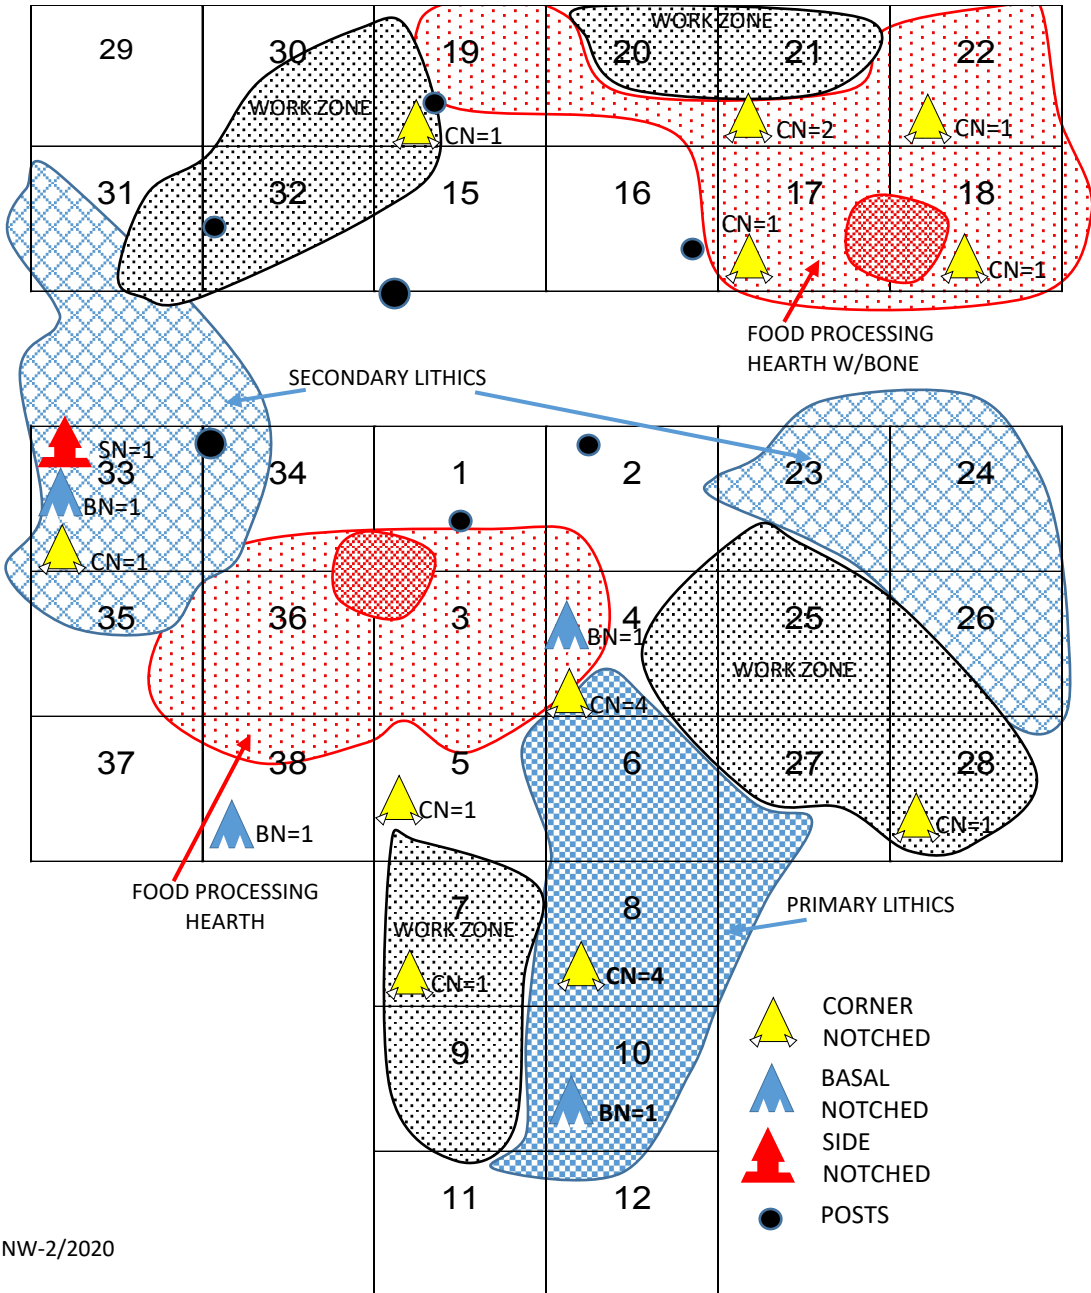 WORK ZONE
29
30
19
20
21
22
WORK ZONE
CN=1
CN=2
CN=1
31
32
15
16
17
18
CN=1
CN=1
FOOD PROCESSING
HEARTH W/BONE
SECONDARY LITHICS
SN=1
33
34
1
2
23
24
BN=1
CN=1
35
36
3
4
25
26
BN=1
WORK ZONE
CN=4
37
38
5
6
27
28
CN=1
CN=1
BN=1
FOOD PROCESSING
HEARTH
7
8
PRIMARY LITHICS
WORK ZONE
CN=1
CN=4
CORNER
NOTCHED
9
10
BASAL
NOTCHED
BN=1
SIDE
NOTCHED
11
12
POSTS
NW-2/2020